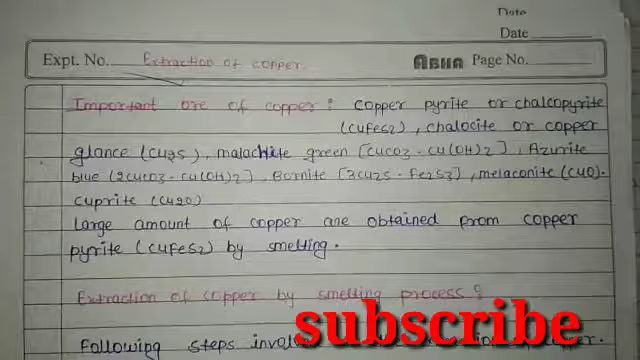 Date
Date
Expt. No. Extraction of copper ABHA Page No.
Important ore of copper: copper pyrite or chalcopyrite
(CuFeS2), chalocite or copper
glance (Cu2S), malachite green [CuCO3.Cu(OH)2], Azurite
blue (2CuCO3.Cu(OH)2], Bornite [3Cu2S.Fe2S3], melaconite (CuO).
cuprite (Cu2O)
Large amount of copper are obtained from copper
pyrite (CuFeS2) by smelting.
Extraction of copper by smelting process:
subscribe
Following steps